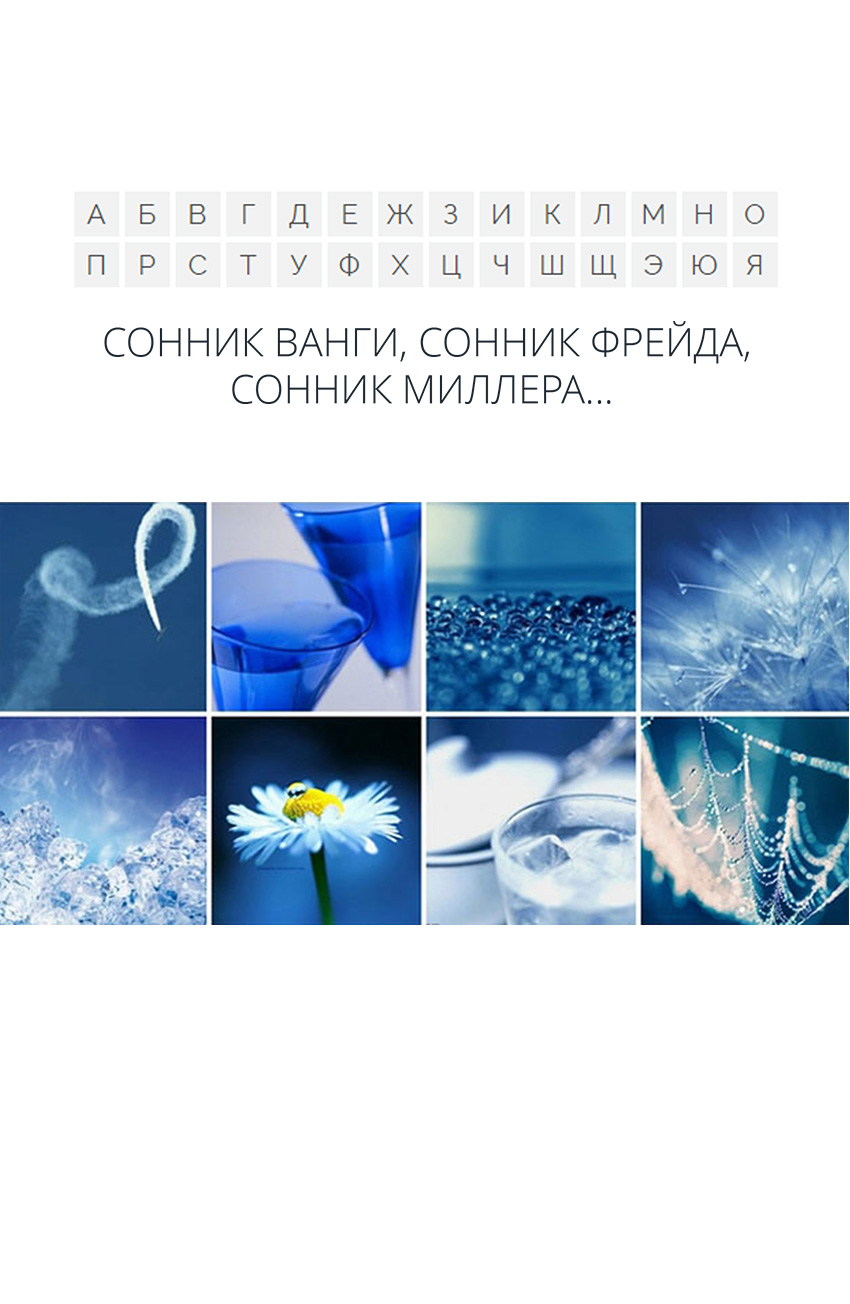 А Б В Г Д Е Ж З И К Л М Н О
П Р С Т У Ф Х Ц Ч Ш Щ Э Ю Я
СОННИК ВАНГИ, СОННИК ФРЕЙДА,
СОННИК МИЛЛЕРА...